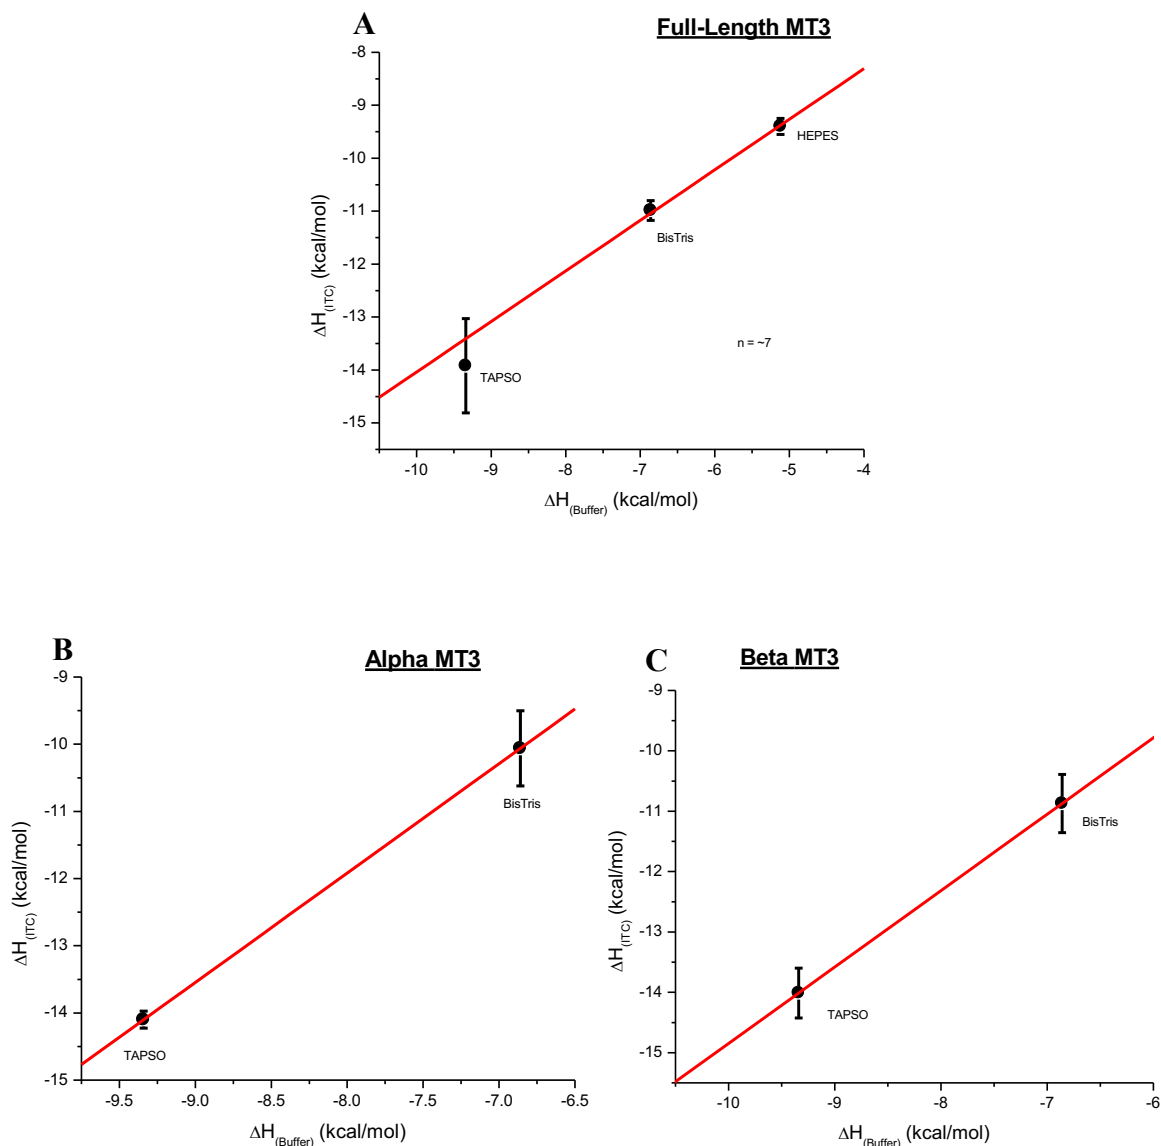 A
Full-Length MT3
-8
-9
-10
-11
-12
-13
-14
-15
ΔH(ITC) (kcal/mol)
HEPES
BisTris
n = ~7
TAPSO
-10 -9 -8 -7 -6 -5 -4
ΔH(Buffer) (kcal/mol)
B
Alpha MT3
-9
-10
-11
-12
-13
-14
-15
ΔH(ITC) (kcal/mol)
BisTris
TAPSO
-9.5 -9.0 -8.5 -8.0 -7.5 -7.0 -6.5
ΔH(Buffer) (kcal/mol)
C
Beta MT3
-9
-10
-11
-12
-13
-14
-15
ΔH(ITC) (kcal/mol)
BisTris
TAPSO
-10 -9 -8 -7 -6
ΔH(Buffer) (kcal/mol)